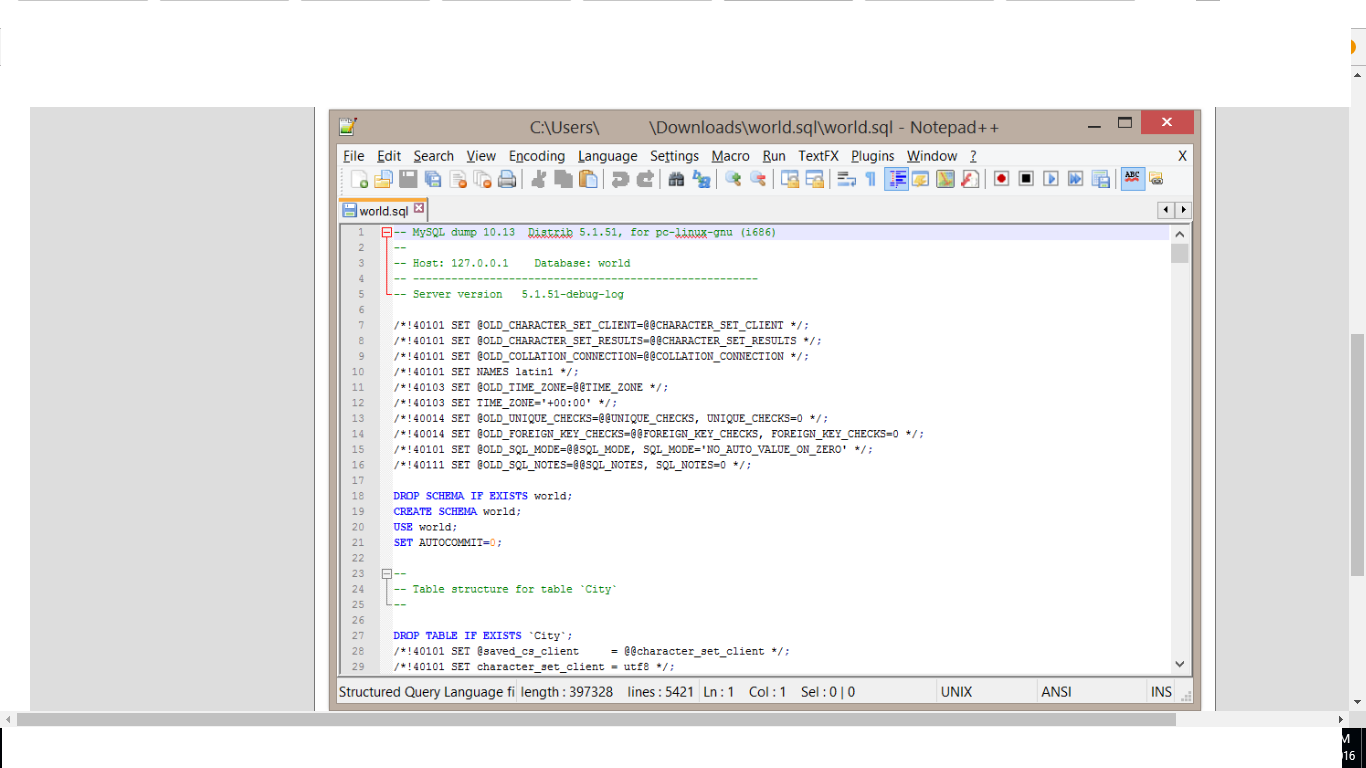 C:\Users\ \Downloads\world.sql\world.sql - Notepad++
File Edit Search View Encoding Language Settings Macro Run TextFX Plugins Window ? X
ABC
world.sql
1 -- MySQL dump 10.13  Distrib 5.1.51, for pc-linux-gnu (i686)
2 --
3 -- Host: 127.0.0.1    Database: world
4 -- ------------------------------------------------------
5 -- Server version   5.1.51-debug-log
6
7 /*!40101 SET @OLD_CHARACTER_SET_CLIENT=@@CHARACTER_SET_CLIENT */;
8 /*!40101 SET @OLD_CHARACTER_SET_RESULTS=@@CHARACTER_SET_RESULTS */;
9 /*!40101 SET @OLD_COLLATION_CONNECTION=@@COLLATION_CONNECTION */;
10 /*!40101 SET NAMES latin1 */;
11 /*!40103 SET @OLD_TIME_ZONE=@@TIME_ZONE */;
12 /*!40103 SET TIME_ZONE='+00:00' */;
13 /*!40014 SET @OLD_UNIQUE_CHECKS=@@UNIQUE_CHECKS, UNIQUE_CHECKS=0 */;
14 /*!40014 SET @OLD_FOREIGN_KEY_CHECKS=@@FOREIGN_KEY_CHECKS, FOREIGN_KEY_CHECKS=0 */;
15 /*!40101 SET @OLD_SQL_MODE=@@SQL_MODE, SQL_MODE='NO_AUTO_VALUE_ON_ZERO' */;
16 /*!40111 SET @OLD_SQL_NOTES=@@SQL_NOTES, SQL_NOTES=0 */;
17
18 DROP SCHEMA IF EXISTS world;
19 CREATE SCHEMA world;
20 USE world;
21 SET AUTOCOMMIT=0;
22
23 --
24 -- Table structure for table `City`
25 --
26
27 DROP TABLE IF EXISTS `City`;
28 /*!40101 SET @saved_cs_client     = @@character_set_client */;
29 /*!40101 SET character_set_client = utf8 */;
Structured Query Language fi length : 397328 lines : 5421 Ln : 1 Col : 1 Sel : 0 | 0 UNIX ANSI INS
M
16